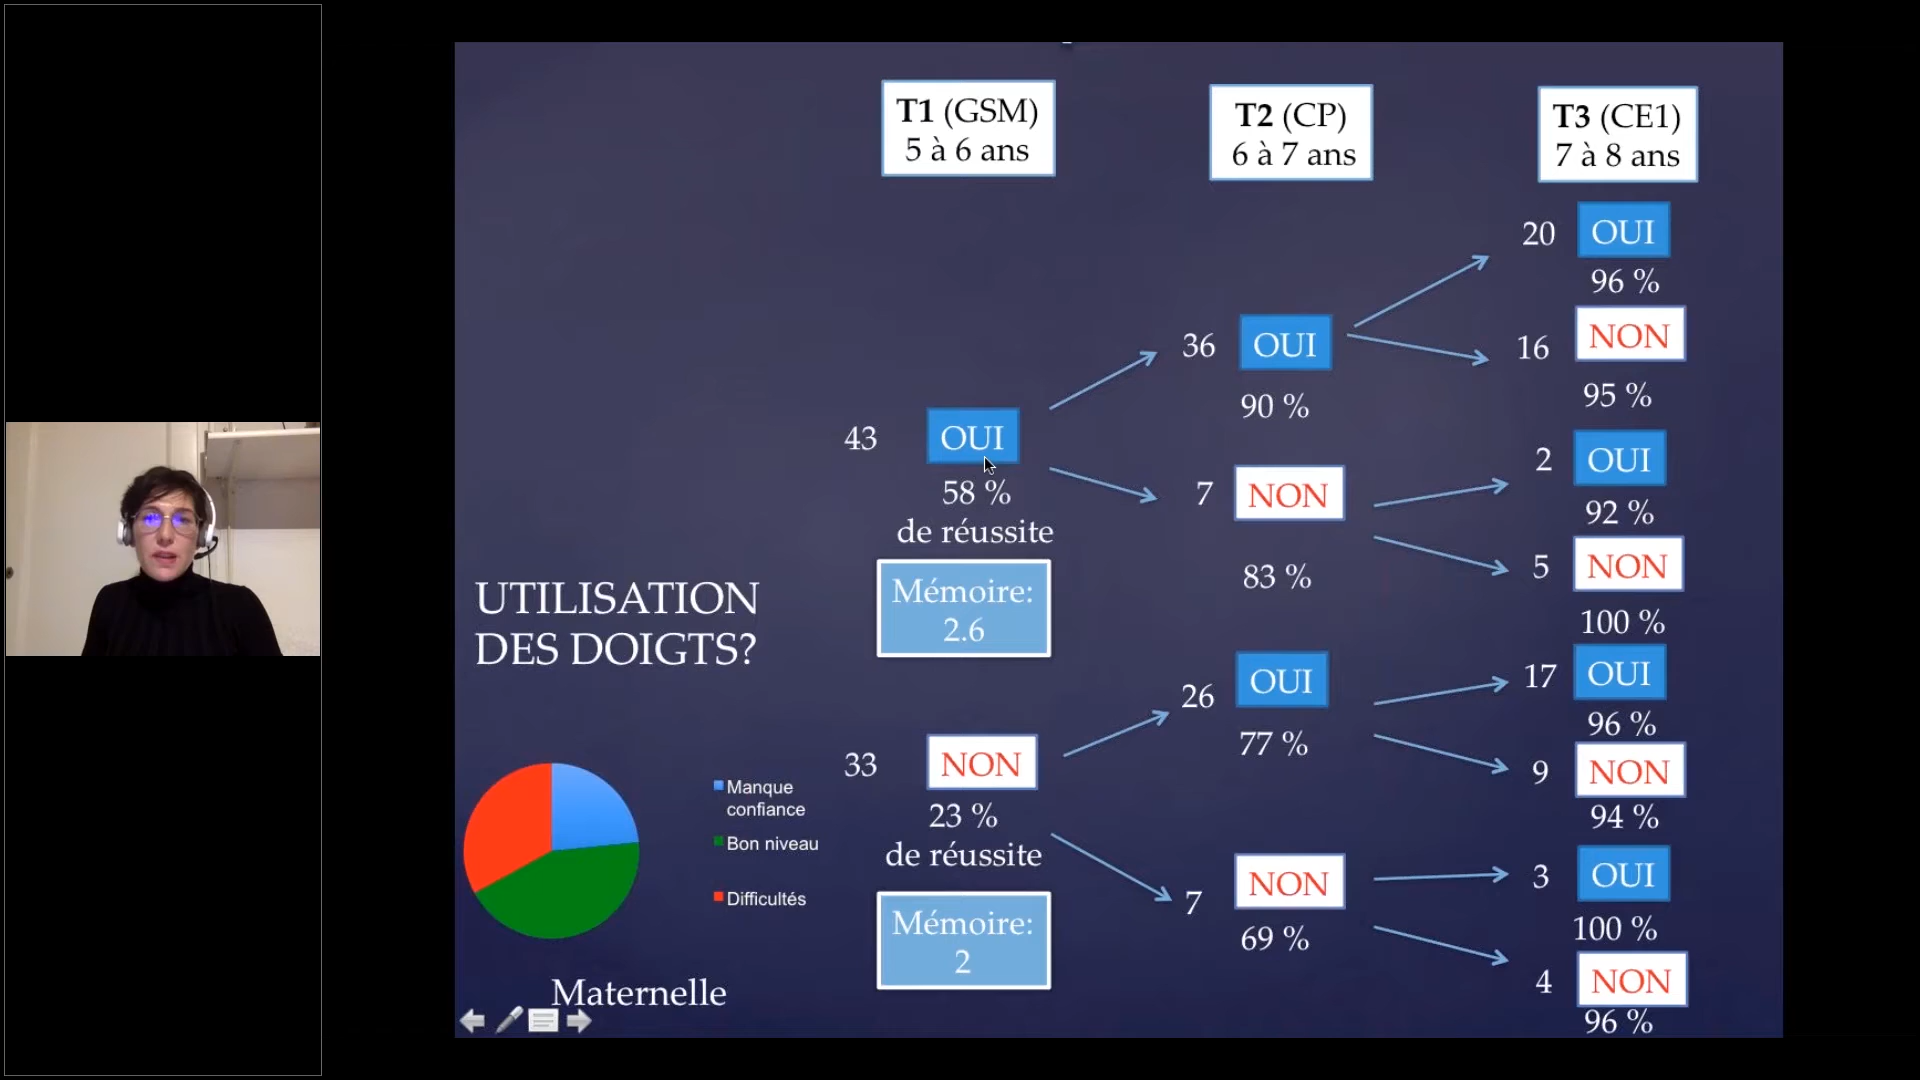 T1 (GSM)
5 à 6 ans
T2 (CP)
6 à 7 ans
T3 (CE1)
7 à 8 ans
20 OUI
96 %
16 NON
95 %
36 OUI
90 %
43 OUI
58 %
de réussite
2 OUI
92 %
7 NON
83 %
5 NON
100 %
Mémoire:
2.6
UTILISATION
DES DOIGTS?
17 OUI
96 %
26 OUI
77 %
9 NON
94 %
33 NON
23 %
de réussite
Manque
confiance
Bon niveau
Difficultés
3 OUI
100 %
7 NON
69 %
4 NON
96 %
Mémoire:
2
Maternelle